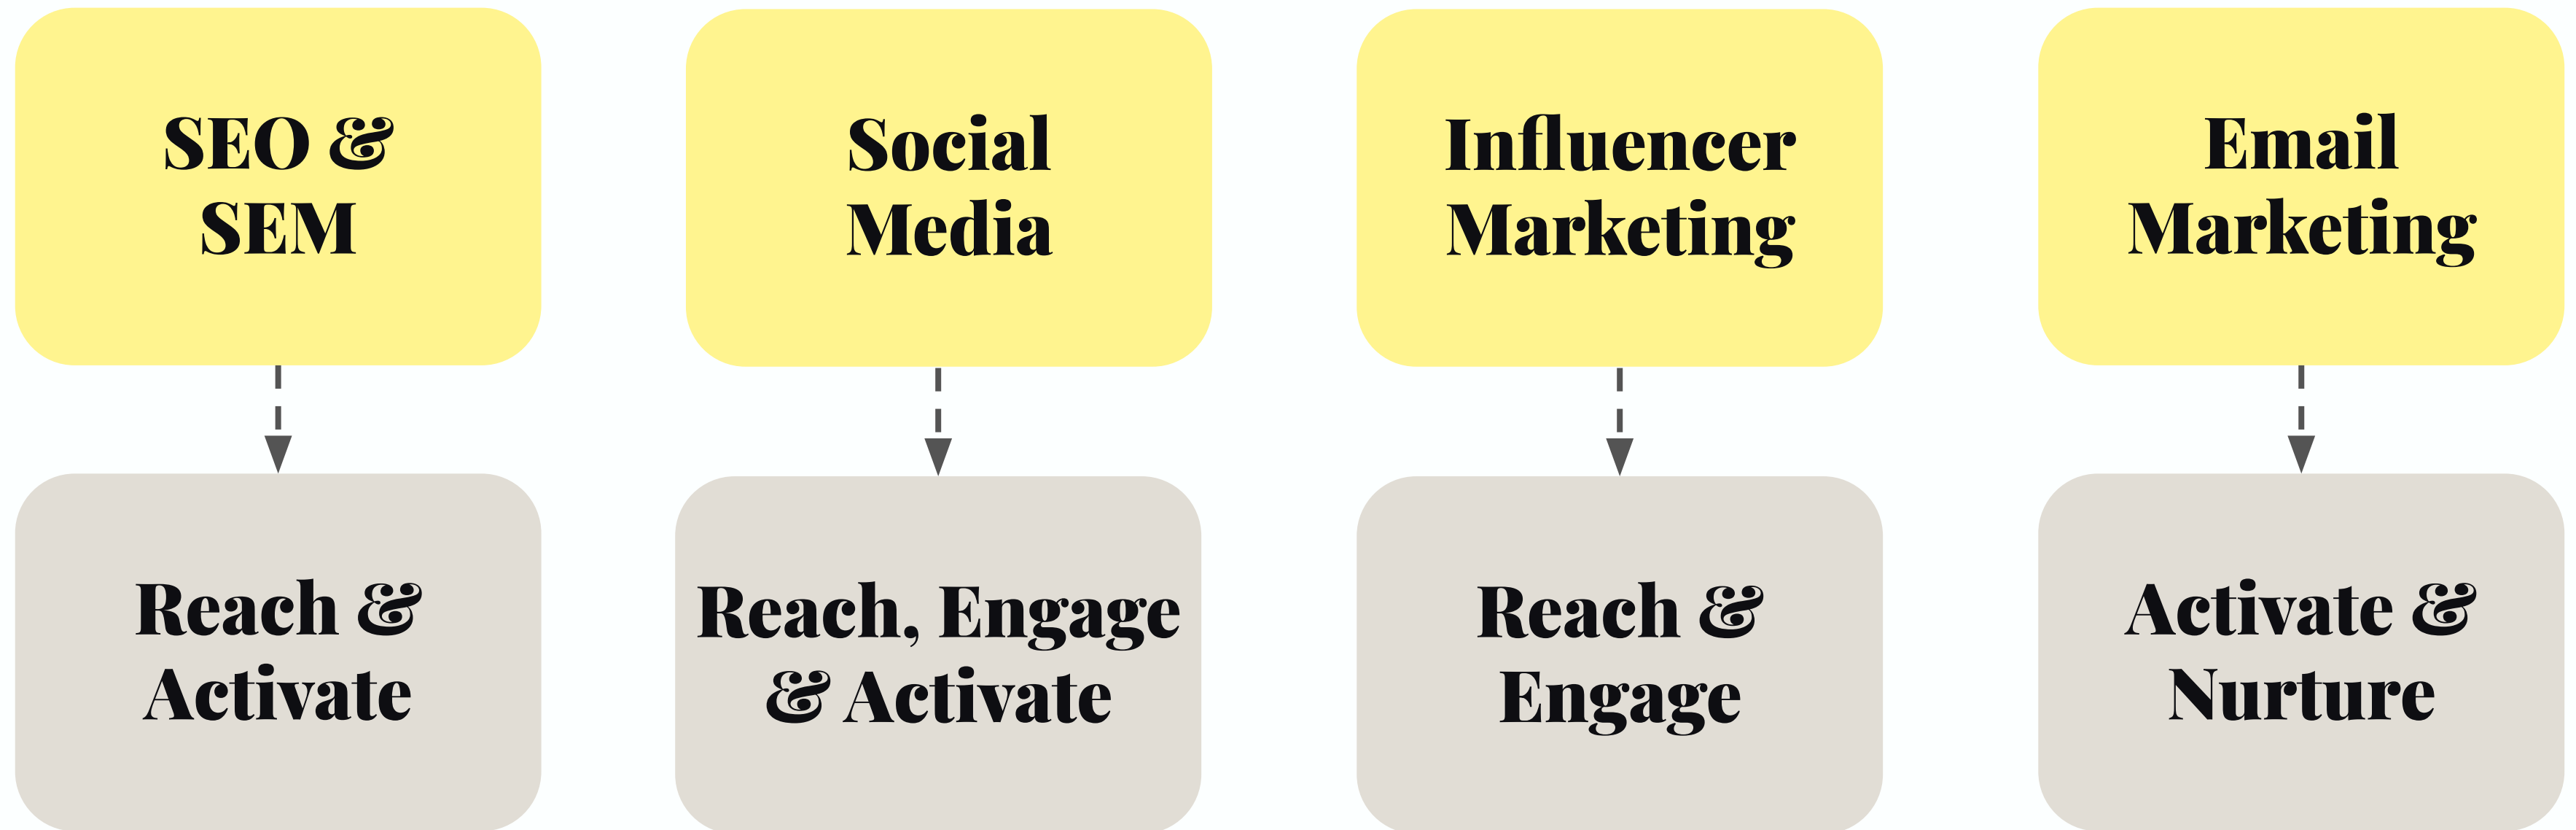 SEO &
SEM
Social
Media
Influencer
Marketing
Email
Marketing
Reach &
Activate
Reach, Engage
& Activate
Reach &
Engage
Activate &
Nurture